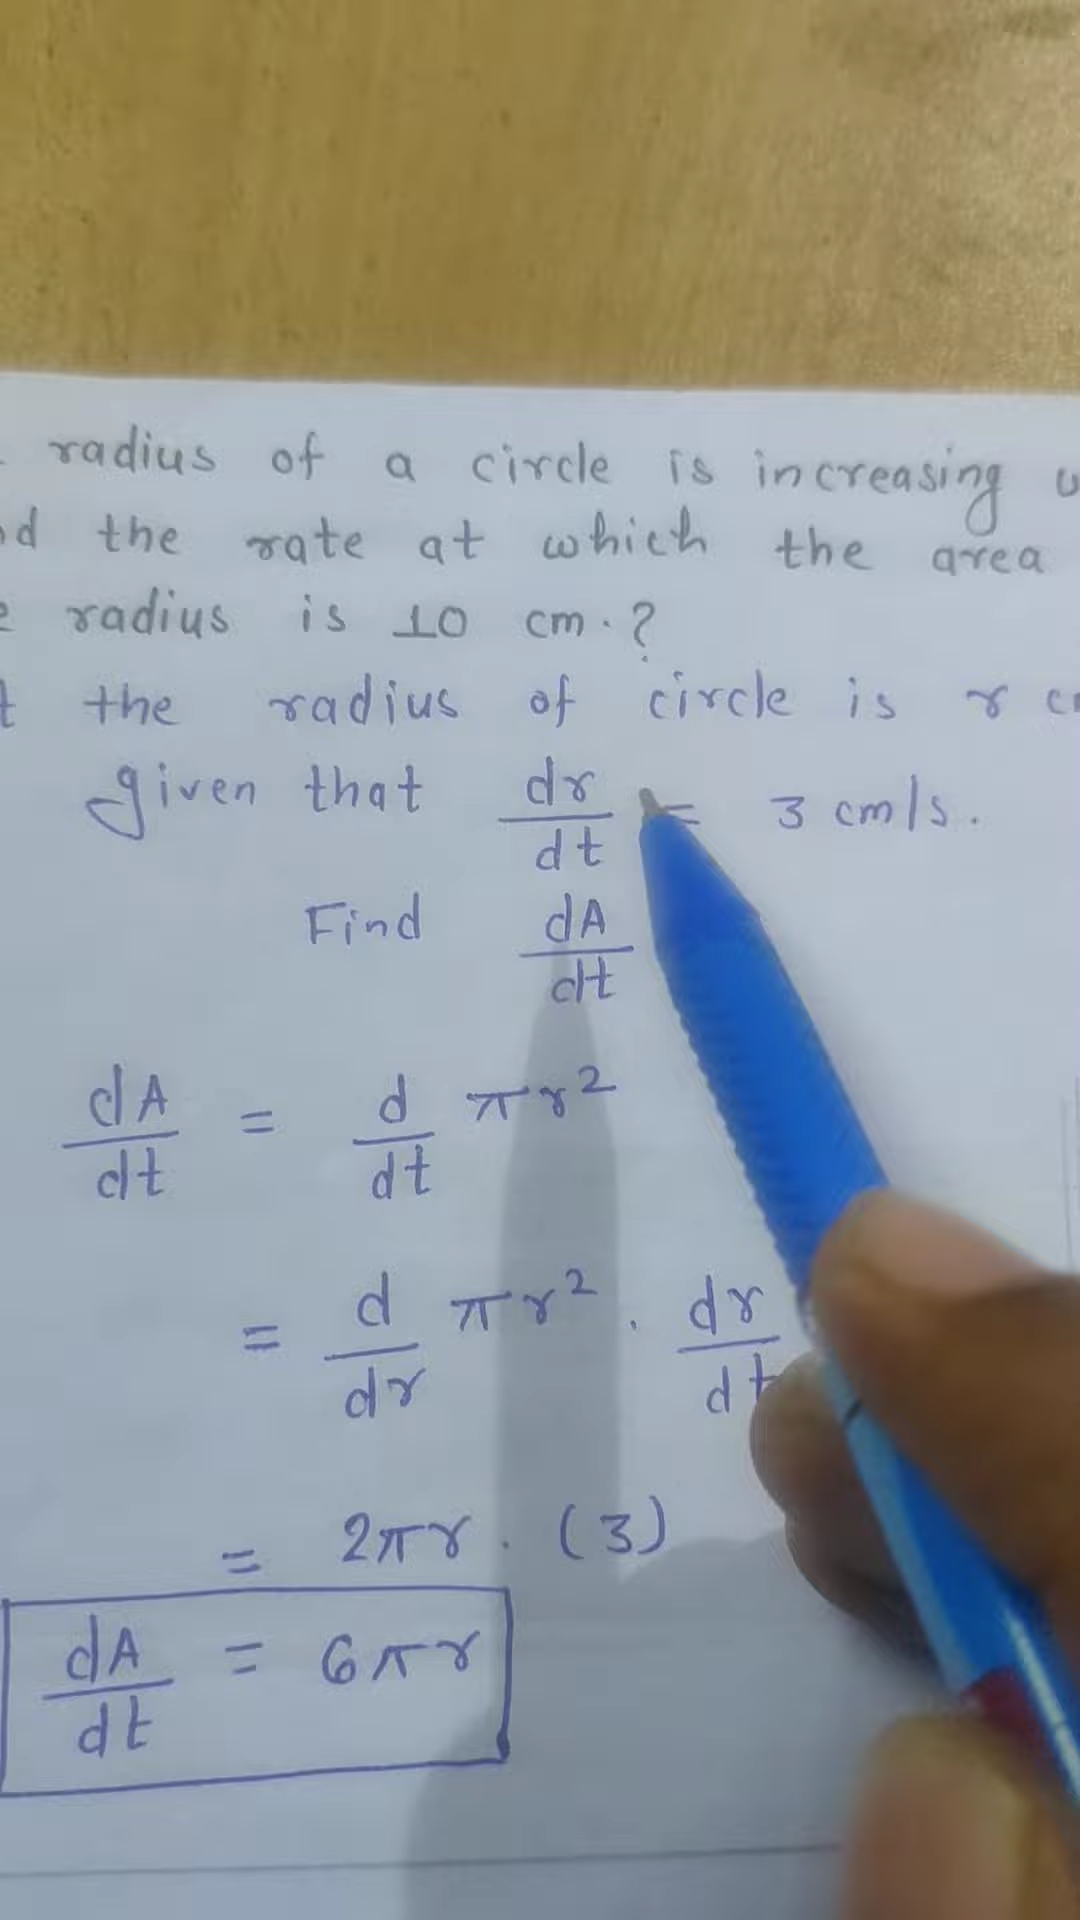 radius of a circle is increasing
the rate at which the area
radius is 10 cm.?
the radius of circle is r
given that dr/dt = 3 cm/s.
Find dA/dt
dA/dt = d/dt πr²
= d/dr πr² . dr/dt
= 2πr . (3)
dA/dt = 6πr